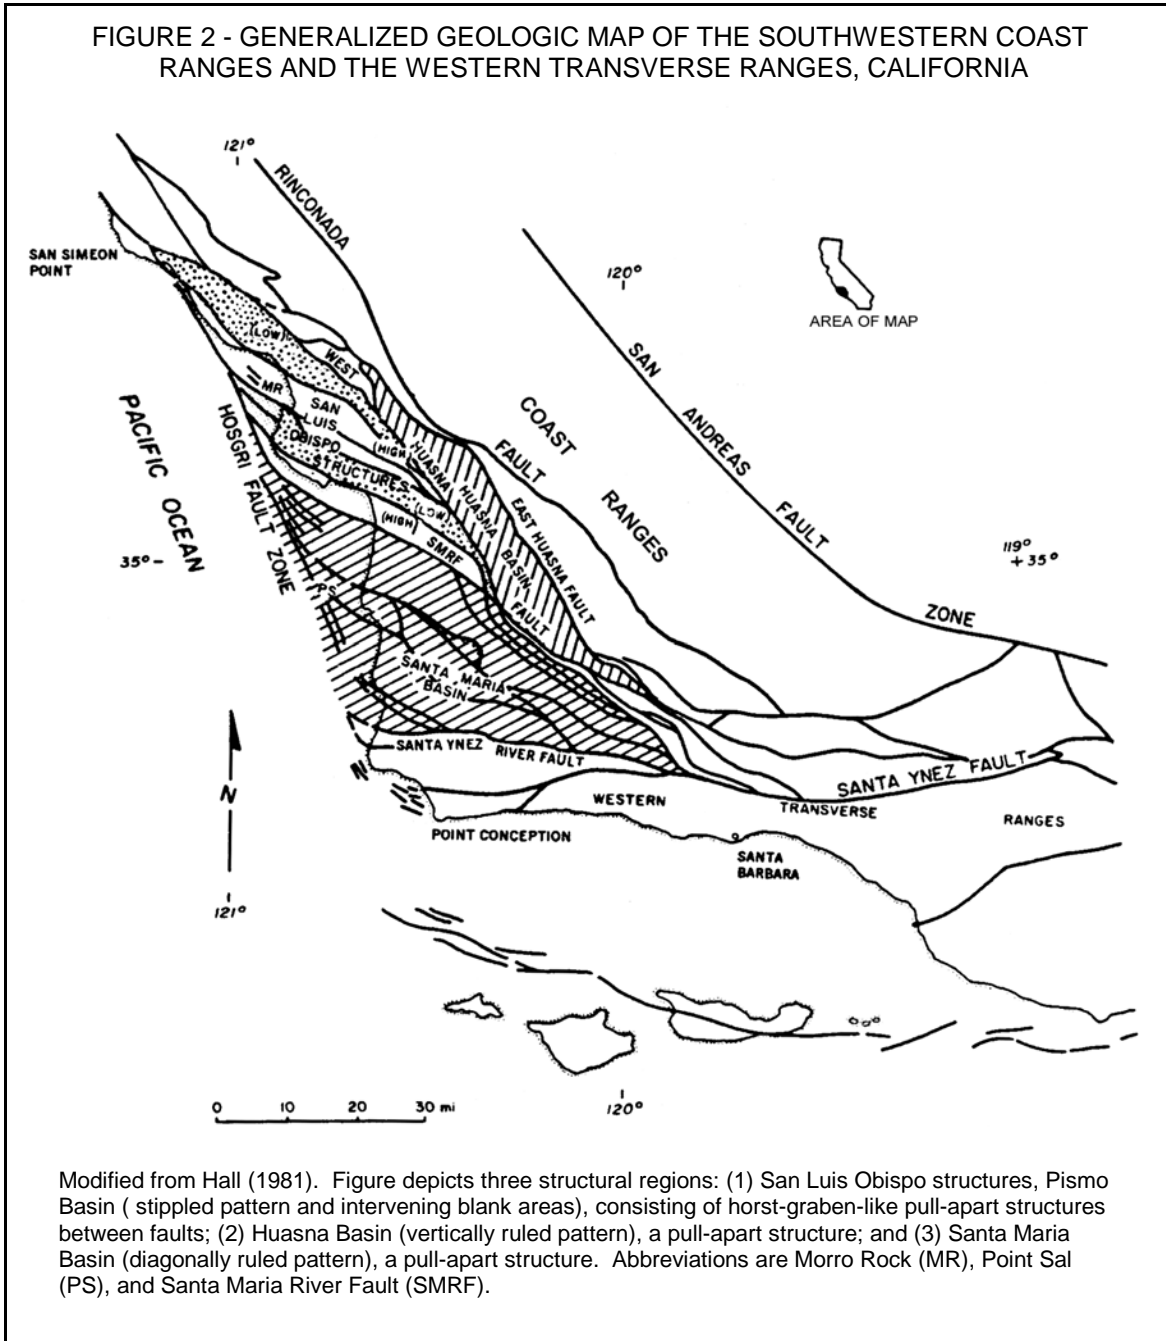 FIGURE 2 - GENERALIZED GEOLOGIC MAP OF THE SOUTHWESTERN COAST
RANGES AND THE WESTERN TRANSVERSE RANGES, CALIFORNIA
121°
RINCONADA
SAN SIMEON
POINT
120°
AREA OF MAP
(LOW)
WEST
SAN
ANDREAS
FAULT
ZONE
MR
SAN
LUIS
OBISPO
STRUCTURES
(HIGH)
(LOW)
(HIGH)
SMRF
PACIFIC OCEAN
HOSGRI FAULT ZONE
HUASNA
FAULT
HUASNA
BASIN
EAST HUASNA FAULT
COAST
RANGES
FAULT
35°
119°
+ 35°
PS
SANTA MARIA
BASIN
SANTA YNEZ RIVER FAULT
SANTA YNEZ FAULT
N
WESTERN TRANSVERSE RANGES
POINT CONCEPTION
SANTA
BARBARA
121°
0 10 20 30 mi
120°
Modified from Hall (1981). Figure depicts three structural regions: (1) San Luis Obispo structures, Pismo
Basin ( stippled pattern and intervening blank areas), consisting of horst-graben-like pull-apart structures
between faults; (2) Huasna Basin (vertically ruled pattern), a pull-apart structure; and (3) Santa Maria
Basin (diagonally ruled pattern), a pull-apart structure. Abbreviations are Morro Rock (MR), Point Sal
(PS), and Santa Maria River Fault (SMRF).